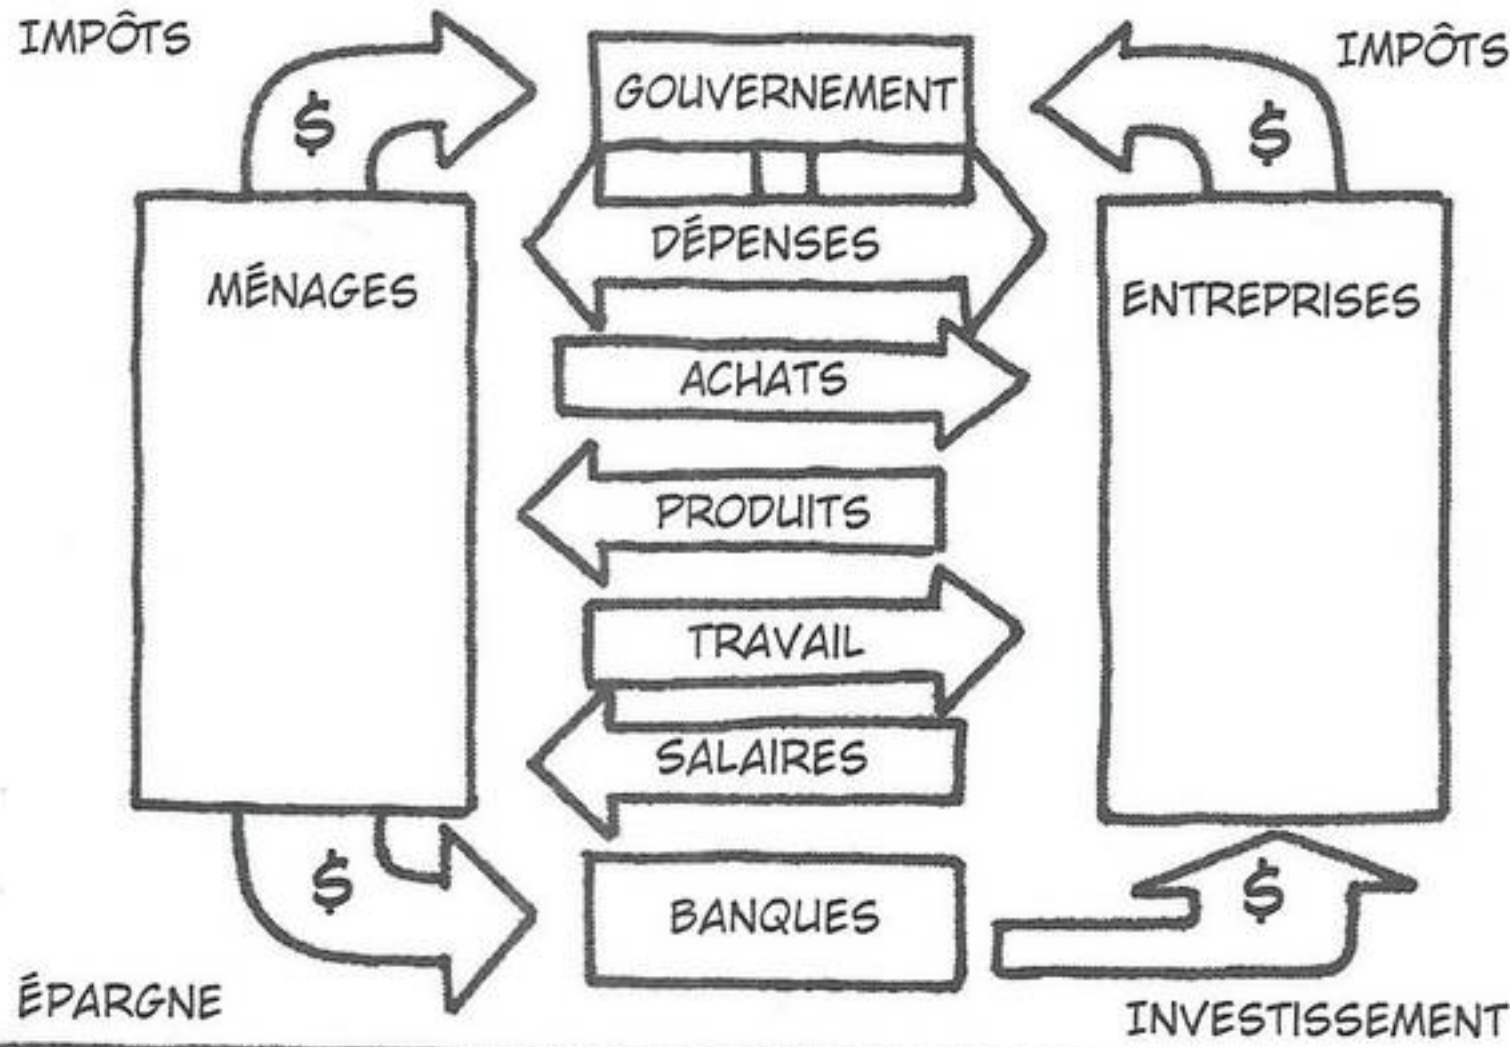 IMPÔTS
IMPÔTS
$
GOUVERNEMENT
$
DÉPENSES
MÉNAGES
ENTREPRISES
ACHATS
PRODUITS
TRAVAIL
SALAIRES
$
BANQUES
$
ÉPARGNE
INVESTISSEMENT